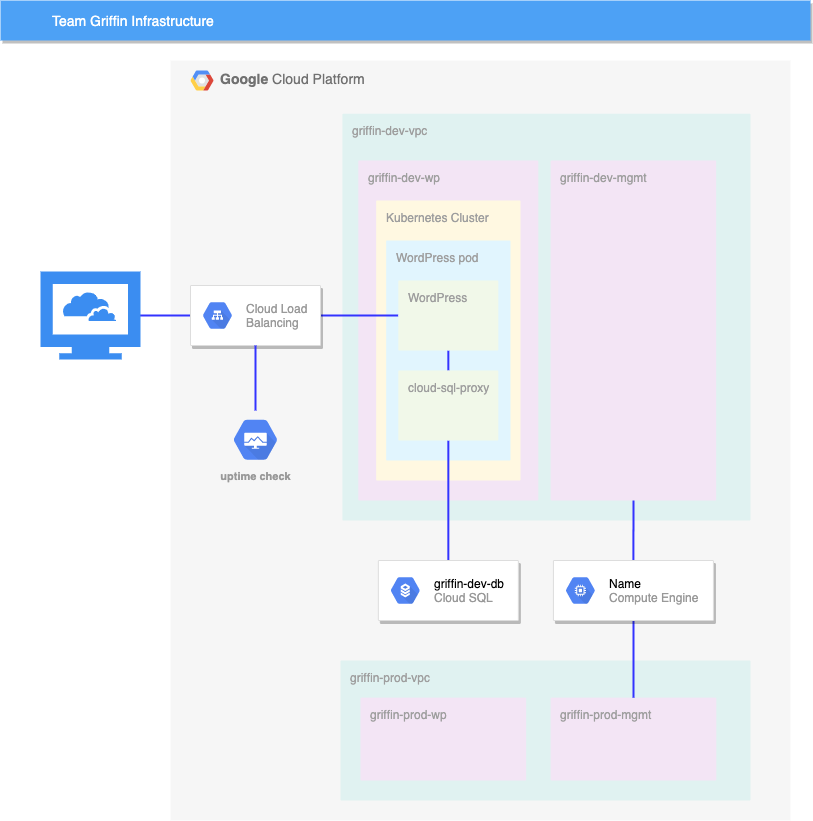 Team Griffin Infrastructure
Google Cloud Platform
griffin-dev-vpc
griffin-dev-wp
griffin-dev-mgmt
Kubernetes Cluster
WordPress pod
WordPress
Cloud Load
Balancing
cloud-sql-proxy
uptime check
griffin-dev-db
Cloud SQL
Name
Compute Engine
griffin-prod-vpc
griffin-prod-wp
griffin-prod-mgmt